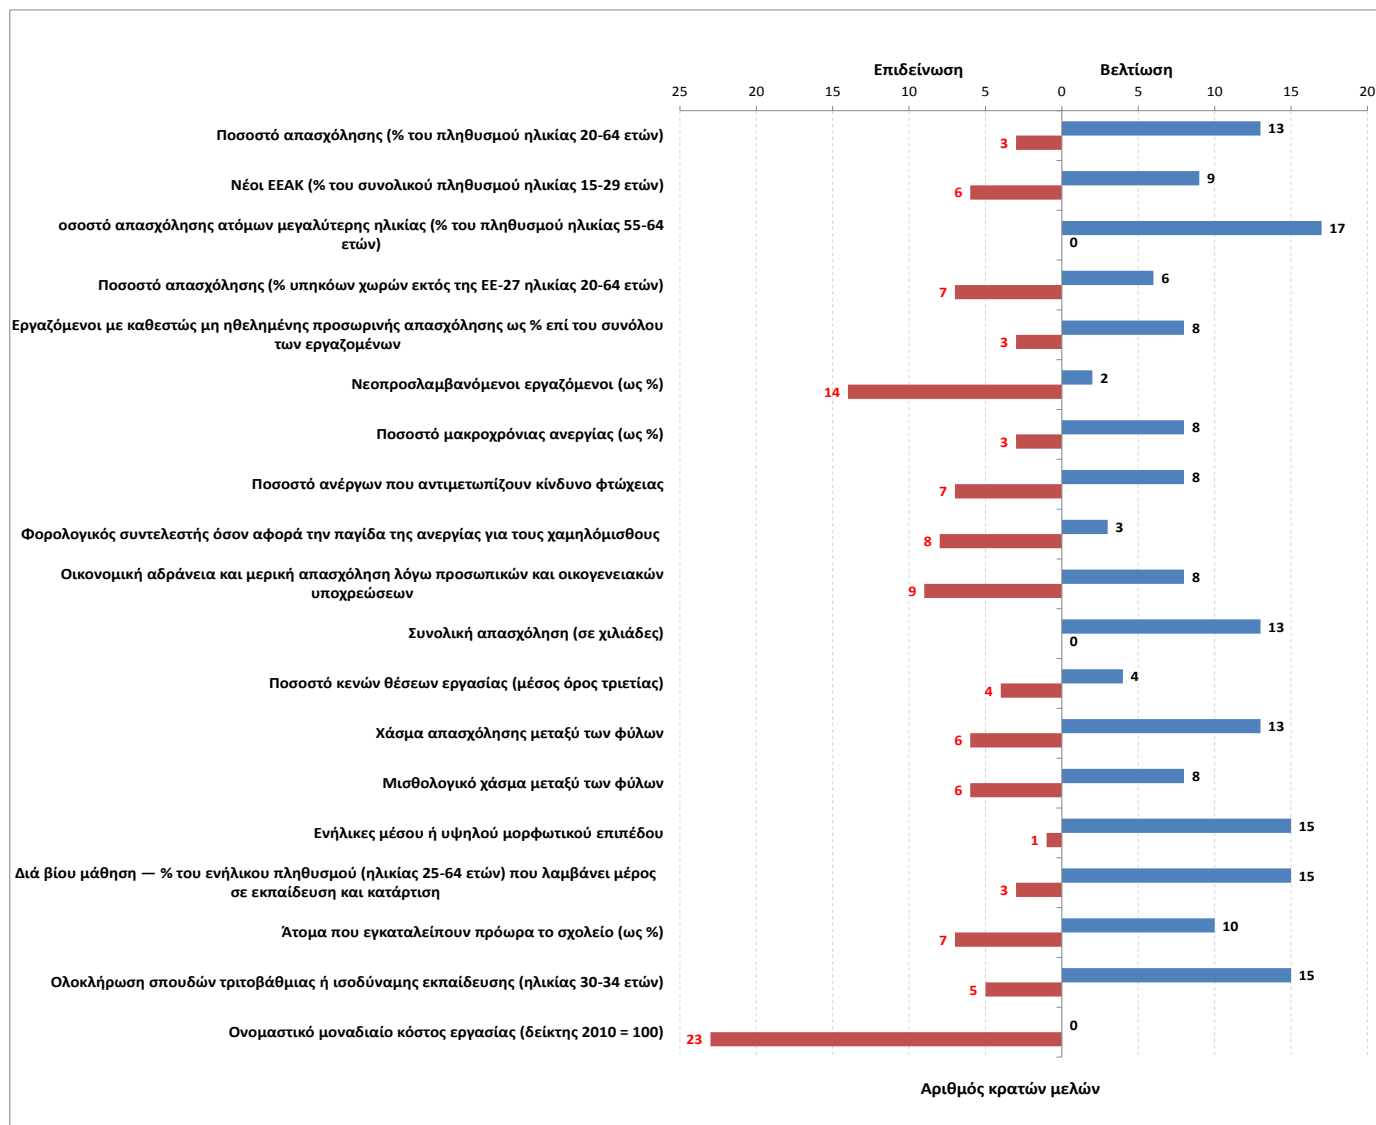 Επιδείνωση Βελτίωση
25 20 15 10 5 0 5 10 15 20
Ποσοστό απασχόλησης (% του πληθυσμού ηλικίας 20-64 ετών) 3 13
Νέοι ΕΕΑΚ (% του συνολικού πληθυσμού ηλικίας 15-29 ετών) 6 9
οσοστό απασχόλησης ατόμων μεγαλύτερης ηλικίας (% του πληθυσμού ηλικίας 55-64
ετών) 0 17
Ποσοστό απασχόλησης (% υπηκόων χωρών εκτός της ΕΕ-27 ηλικίας 20-64 ετών) 7 6
Εργαζόμενοι με καθεστώς μη ηθελημένης προσωρινής απασχόλησης ως % επί του συνόλου
των εργαζομένων 3 8
Νεοπροσλαμβανόμενοι εργαζόμενοι (ως %) 14 2
Ποσοστό μακροχρόνιας ανεργίας (ως %) 3 8
Ποσοστό ανέργων που αντιμετωπίζουν κίνδυνο φτώχειας 7 8
Φορολογικός συντελεστής όσον αφορά την παγίδα της ανεργίας για τους χαμηλόμισθους 8 3
Οικονομική αδράνεια και μερική απασχόληση λόγω προσωπικών και οικογενειακών
υποχρεώσεων 9 8
Συνολική απασχόληση (σε χιλιάδες) 0 13
Ποσοστό κενών θέσεων εργασίας (μέσος όρος τριετίας) 4 4
Χάσμα απασχόλησης μεταξύ των φύλων 6 13
Μισθολογικό χάσμα μεταξύ των φύλων 6 8
Ενήλικες μέσου ή υψηλού μορφωτικού επιπέδου 1 15
Διά βίου μάθηση — % του ενήλικου πληθυσμού (ηλικίας 25-64 ετών) που λαμβάνει μέρος
σε εκπαίδευση και κατάρτιση 3 15
Άτομα που εγκαταλείπουν πρόωρα το σχολείο (ως %) 7 10
Ολοκλήρωση σπουδών τριτοβάθμιας ή ισοδύναμης εκπαίδευσης (ηλικίας 30-34 ετών) 5 15
Ονομαστικό μοναδιαίο κόστος εργασίας (δείκτης 2010 = 100) 23 0
Αριθμός κρατών μελών